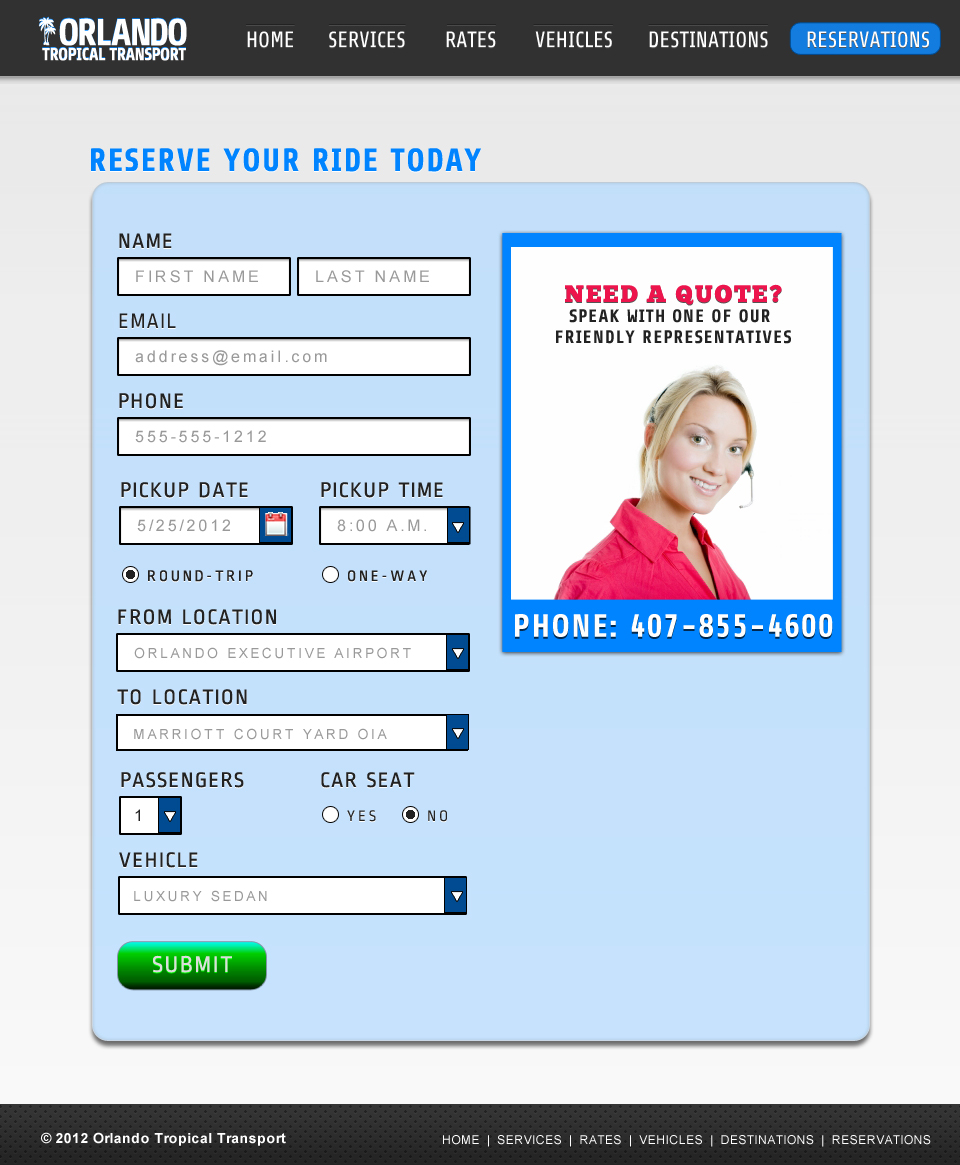 ORLANDO
TROPICAL TRANSPORT
HOME SERVICES RATES VEHICLES DESTINATIONS RESERVATIONS
RESERVE YOUR RIDE TODAY
NAME
FIRST NAME LAST NAME
EMAIL
address@email.com
PHONE
555-555-1212
PICKUP DATE PICKUP TIME
5/25/2012 8:00 A.M.
ROUND-TRIP ONE-WAY
FROM LOCATION
ORLANDO EXECUTIVE AIRPORT
TO LOCATION
MARRIOTT COURT YARD OIA
PASSENGERS CAR SEAT
1 YES NO
VEHICLE
LUXURY SEDAN
SUBMIT
NEED A QUOTE?
SPEAK WITH ONE OF OUR
FRIENDLY REPRESENTATIVES
PHONE: 407-855-4600
© 2012 Orlando Tropical Transport
HOME | SERVICES | RATES | VEHICLES | DESTINATIONS | RESERVATIONS